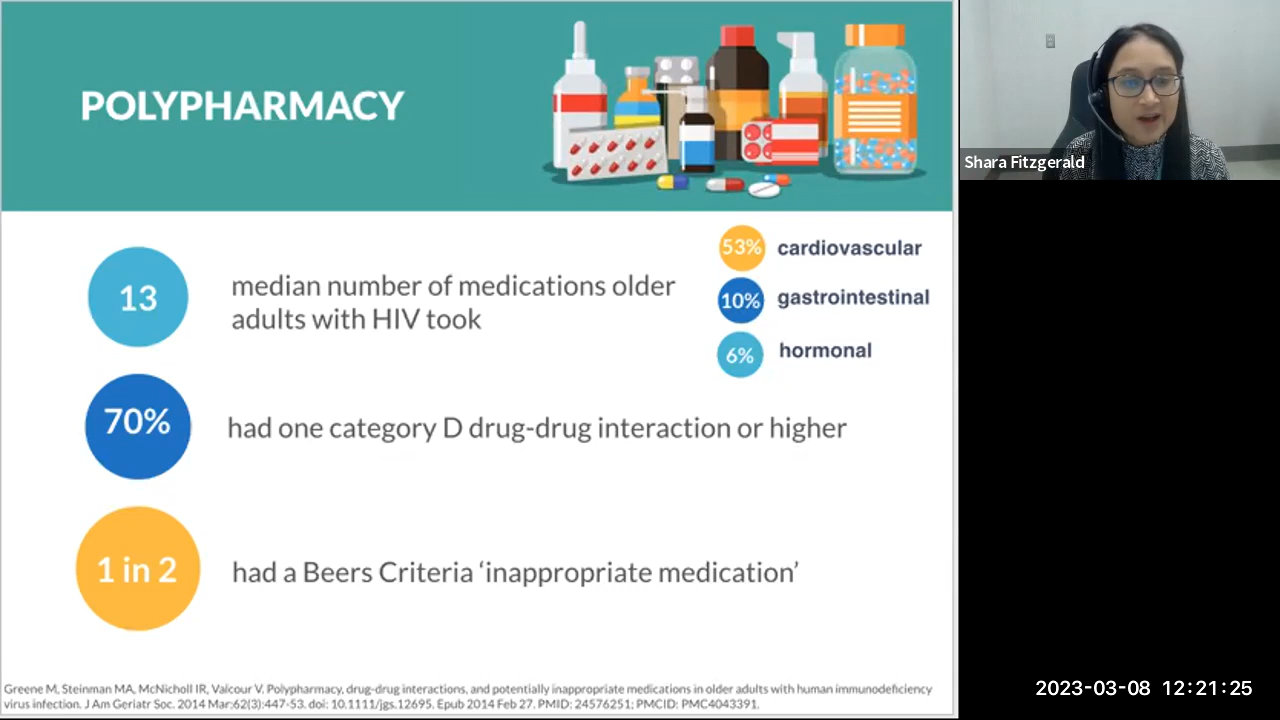 POLYPHARMACY
13
median number of medications older
adults with HIV took
53%
cardiovascular
10%
gastrointestinal
6%
hormonal
70%
had one category D drug-drug interaction or higher
1 in 2
had a Beers Criteria ‘inappropriate medication’
Greene M, Steinman MA, McNicholl IR, Valcour V. Polypharmacy, drug-drug interactions, and potentially inappropriate medications in older adults with human immunodeficiency
virus infection. J Am Geriatr Soc. 2014 Mar;62(3):447-53. doi: 10.1111/jgs.12695. Epub 2014 Feb 27. PMID: 24576251; PMCID: PMC4043391.
Shara Fitzgerald
2023-03-08 12:21:25